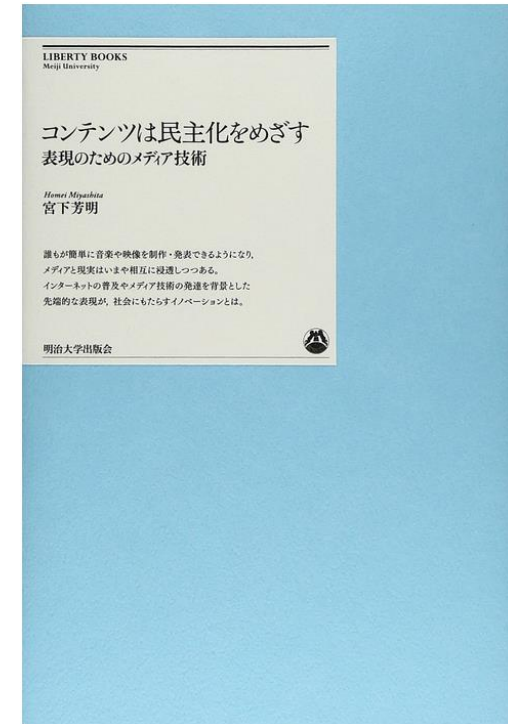 LIBERTY BOOKS
Meiji University
コンテンツは民主化をめざす
表現のためのメディア技術
Homei Miyashita
宮下芳明
誰もが簡単に音楽や映像を制作・発表できるようになり，
メディアと現実はいまや相互に浸透しつつある。
インターネットの普及やメディア技術の発達を背景とした
先端的な表現が，社会にもたらすイノベーションとは。
明治大学出版会